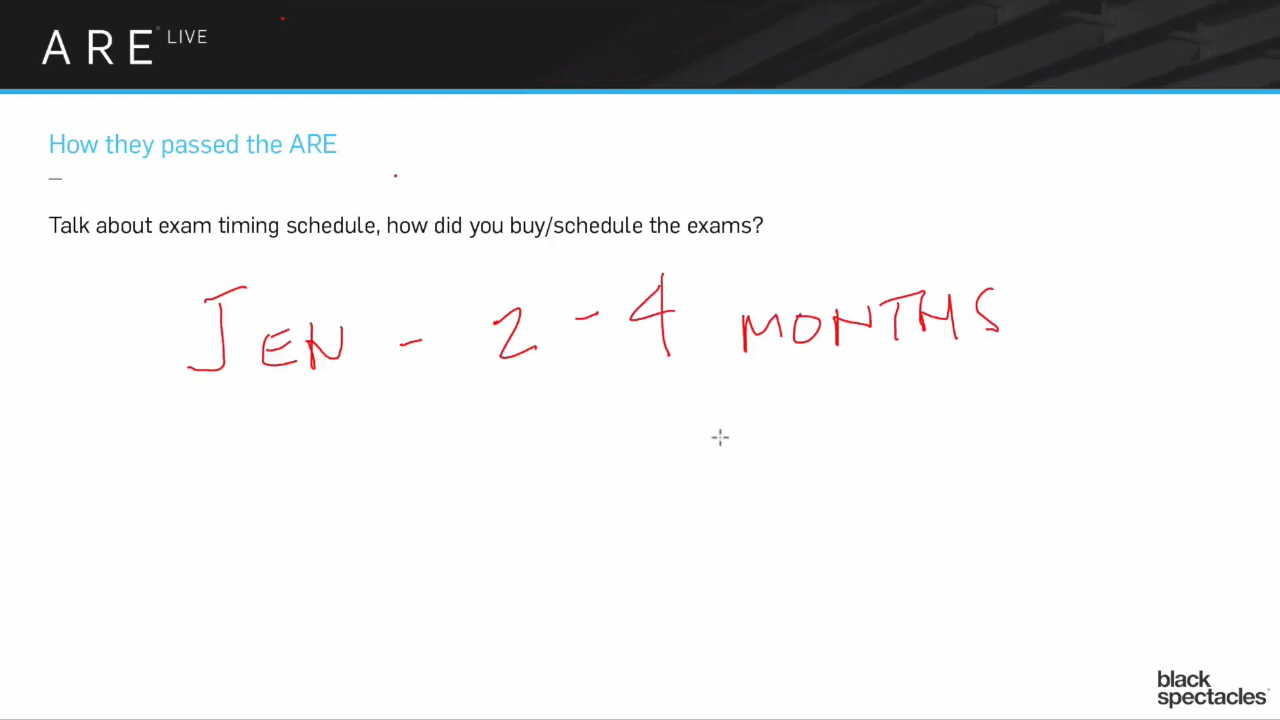 ARE LIVE
How they passed the ARE
Talk about exam timing schedule, how did you buy/schedule the exams?
JEN - 2 - 4 MONTHS
black
spectacles